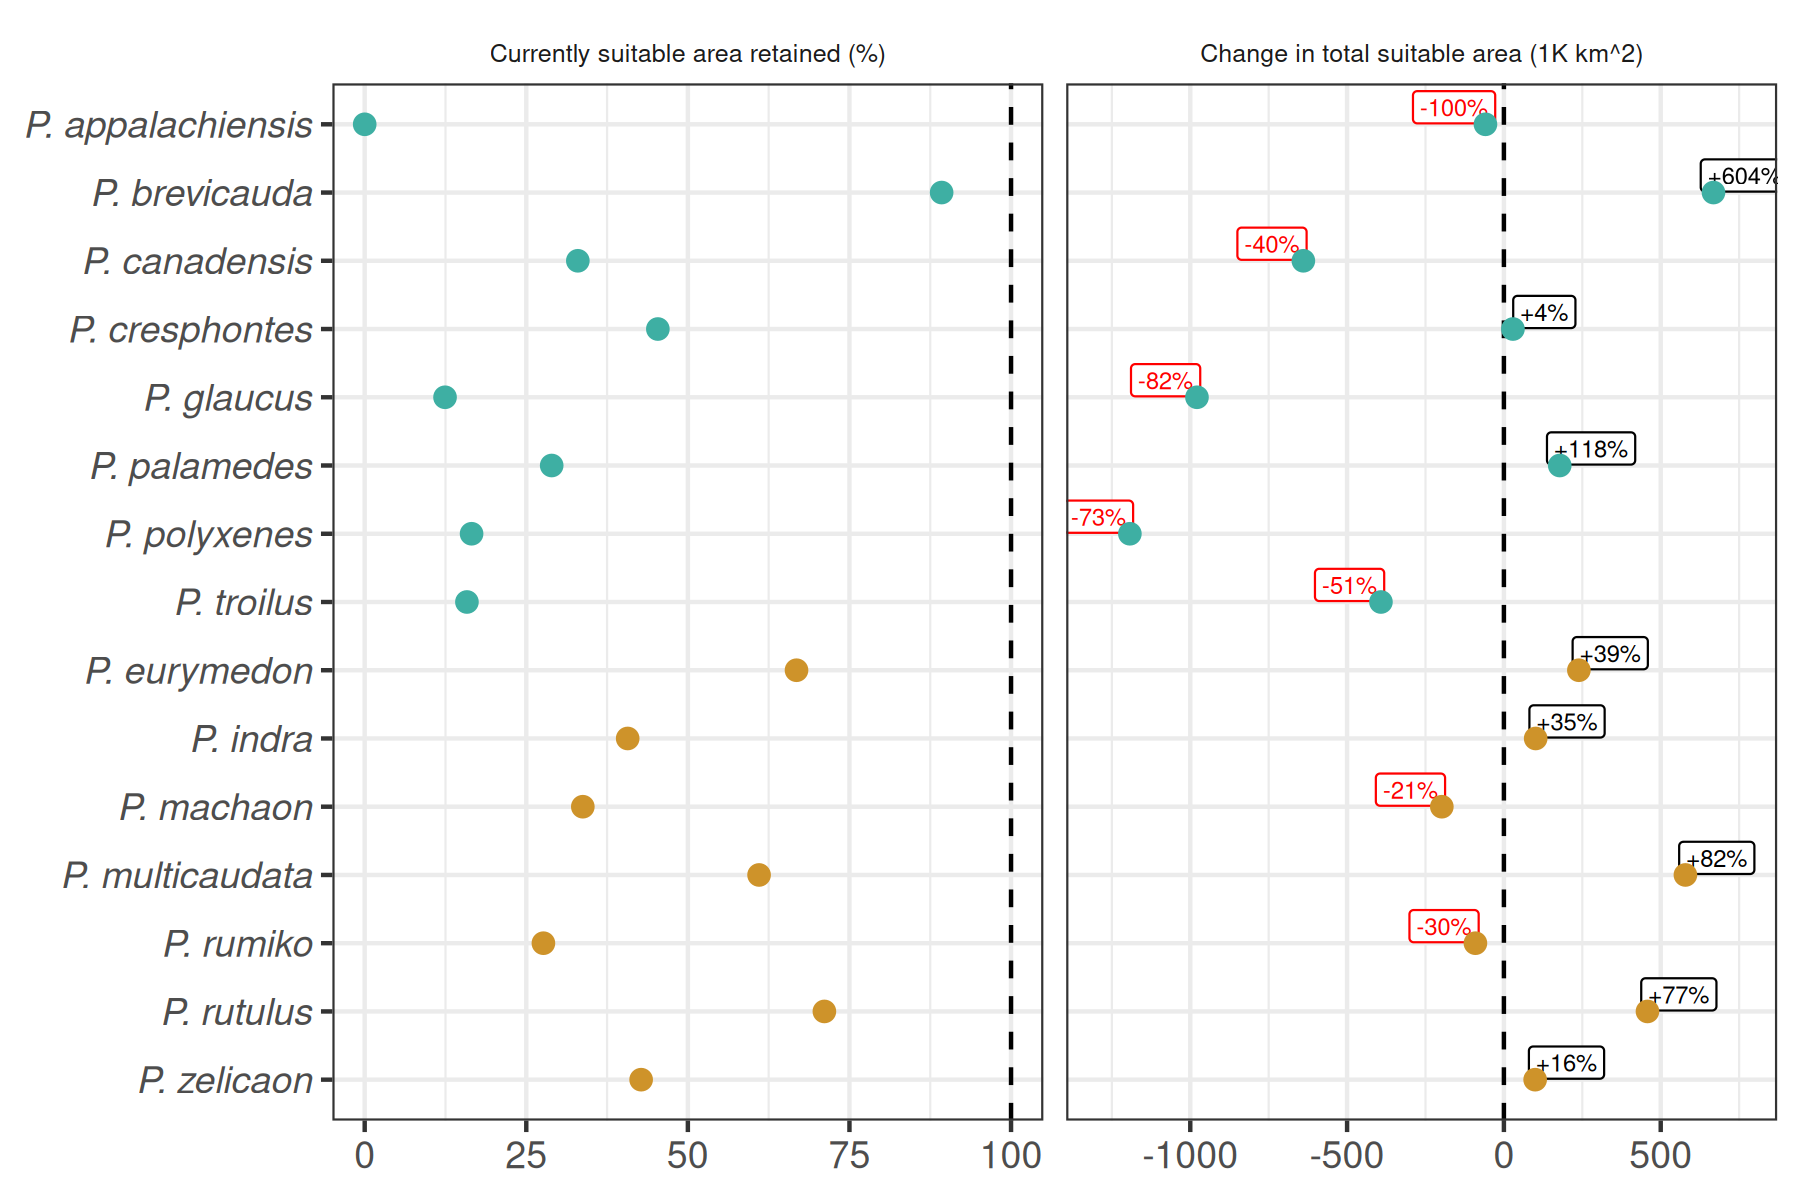 Currently suitable area retained (%) Change in total suitable area (1K km^2)
P. appalachiensis -100%
P. brevicauda +604%
P. canadensis -40%
P. cresphontes +4%
P. glaucus -82%
P. palamedes +118%
P. polyxenes -73%
P. troilus -51%
P. eurymedon +39%
P. indra +35%
P. machaon -21%
P. multicaudata +82%
P. rumiko -30%
P. rutulus +77%
P. zelicaon +16%
0 25 50 75 100 -1000 -500 0 500